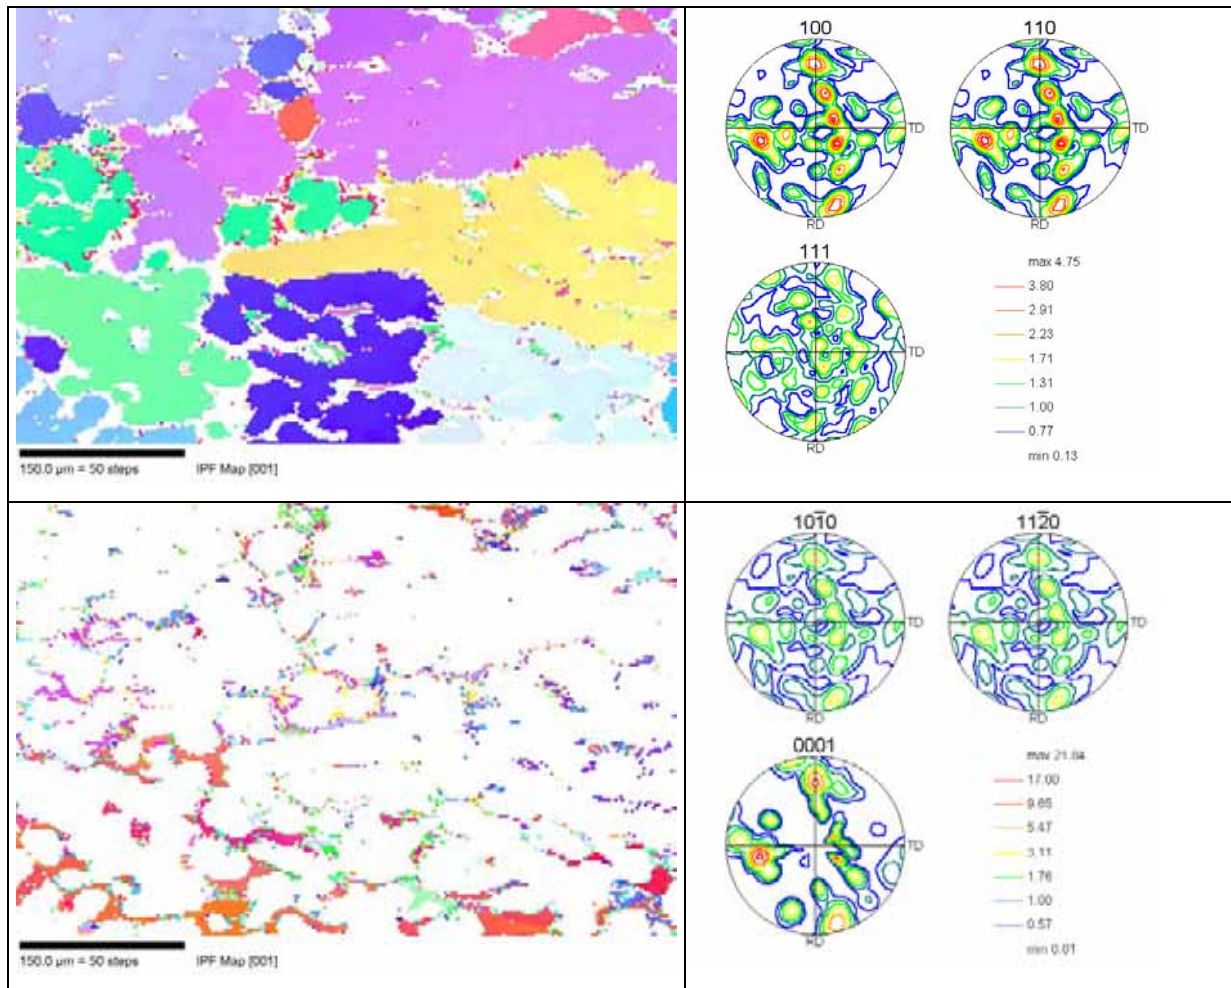 100 110
TD TD
RD RD
111
TD
RD
max 4.75
3.80
2.91
2.23
1.71
1.31
1.00
0.77
min 0.13
150.0 µm = 50 steps IPF Map [001]
101̄0 112̄0
TD TD
RD RD
0001
TD
RD
max 21.84
17.00
9.65
5.47
3.11
1.76
1.00
0.57
min 0.01
150.0 µm = 50 steps IPF Map [001]